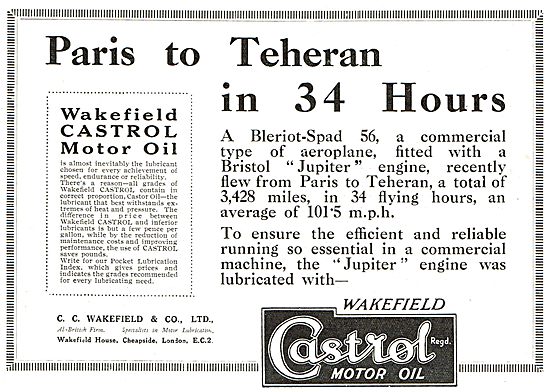 Paris to Teheran
in 34 Hours
Wakefield
CASTROL
Motor Oil
is almost inevitably the lubricant
chosen for every achievement of
speed, endurance or reliability.
There's a reason—all grades of
Wakefield CASTROL, contain in
correct proportion, Castor Oil—the
lubricant that best withstands ex-
tremes of heat and pressure. The
difference in price between
Wakefield CASTROL, and inferior
lubricants is but a few pence per
gallon, while by the reduction of
maintenance costs and improving
performance, the use of CASTROL
saves pounds.
Write for our Pocket Lubrication
Index, which gives prices and
indicates the grades recommended
for every lubricating need.
C. C. WAKEFIELD & CO., LTD.,
All-British Firm. Specialists in Motor Lubrication.
Wakefield House, Cheapside, London, E.C.2.
A Bleriot-Spad 56, a commercial
type of aeroplane, fitted with a
Bristol "Jupiter" engine, recently
flew from Paris to Teheran, a total of
3,428 miles, in 34 flying hours, an
average of 101·5 m.p.h.
To ensure the efficient and reliable
running so essential in a commercial
machine, the "Jupiter" engine was
lubricated with—
WAKEFIELD
Castrol Regd.
MOTOR OIL